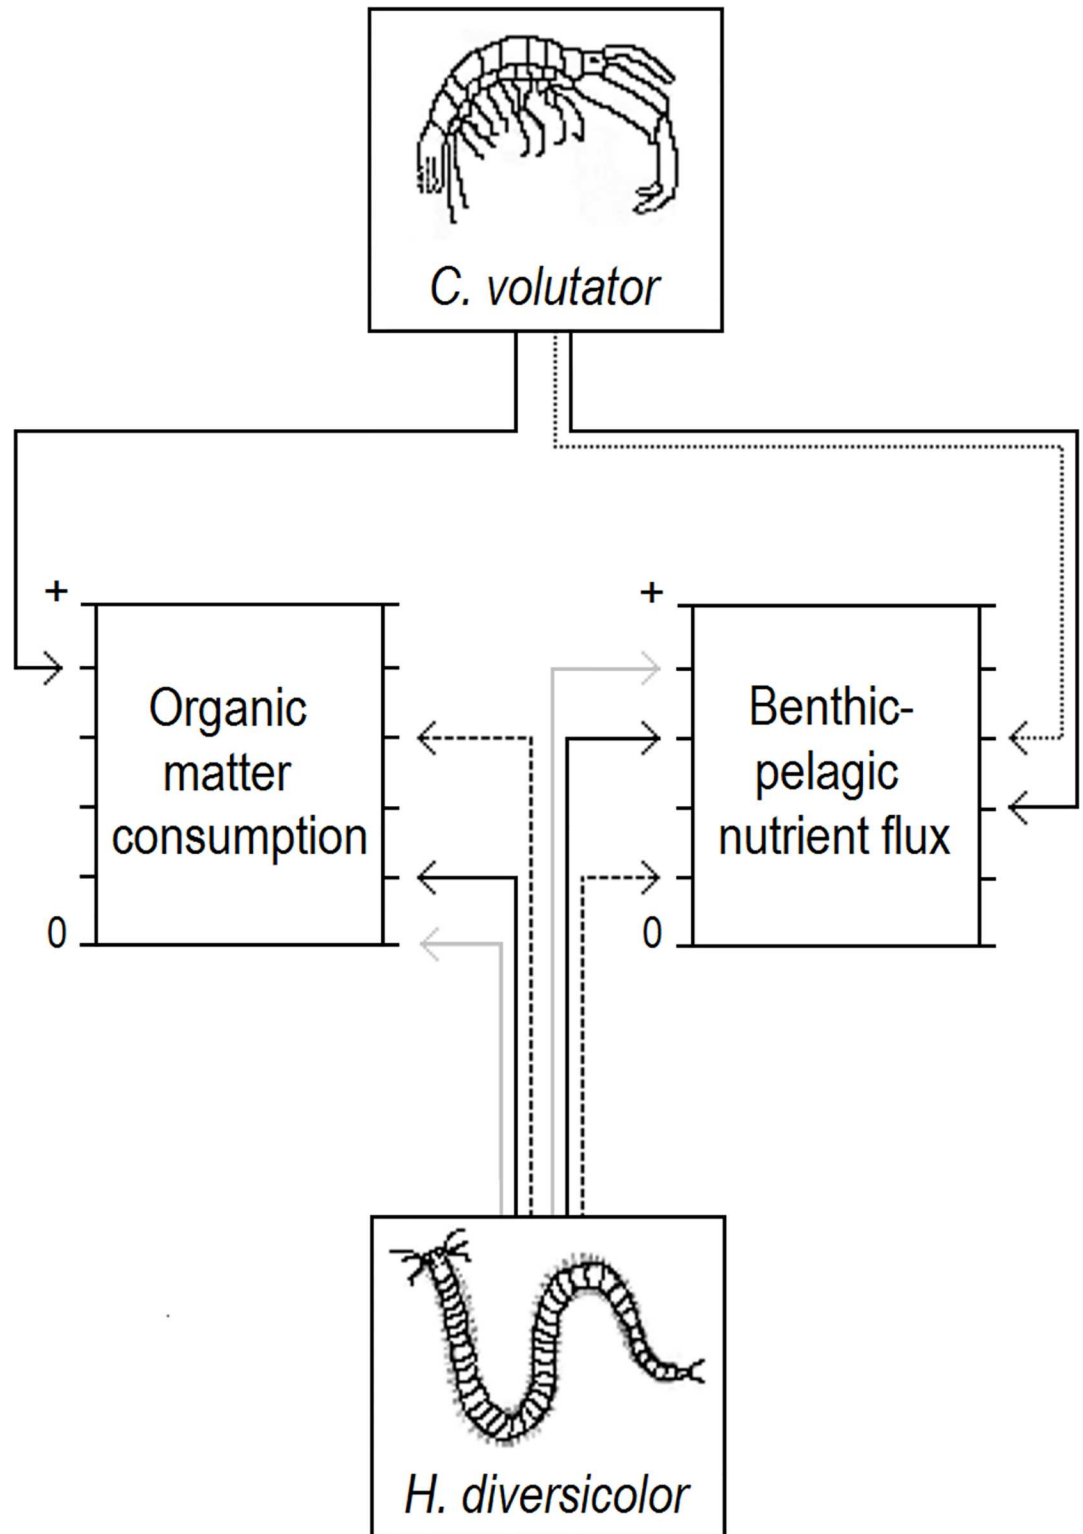 C. volutator
+
+
Organic
matter
consumption
Benthic-
pelagic
nutrient flux
0
0
H. diversicolor